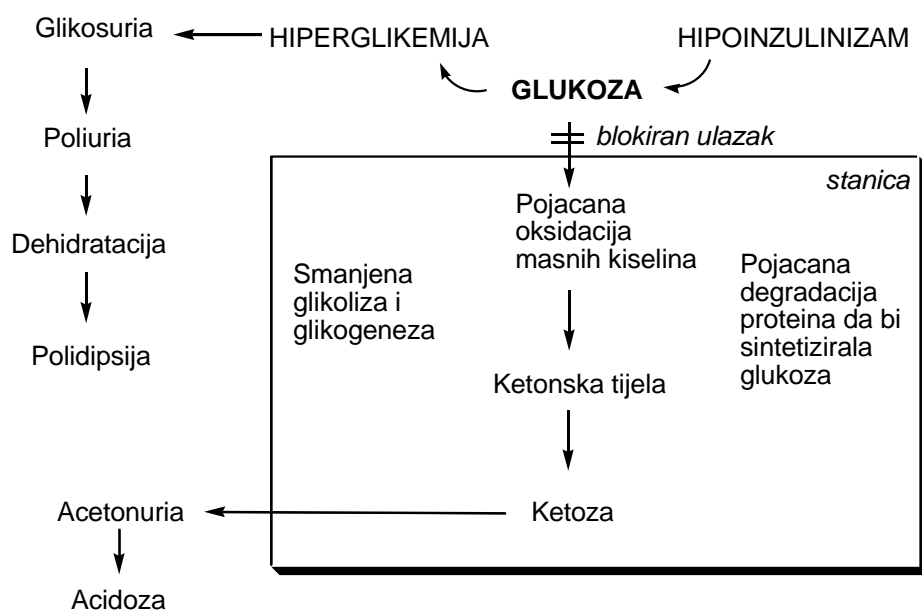 Glikosuria
HIPERGLIKEMIJA
HIPOINZULINIZAM
GLUKOZA
Poliuria
blokiran ulazak
stanica
Pojacana
oksidacija
masnih kiselina
Dehidratacija
Smanjena
glikoliza i
glikogeneza
Pojacana
degradacija
proteina da bi
sintetizirala
glukoza
Polidipsija
Ketonska tijela
Acetonuria
Ketoza
Acidoza